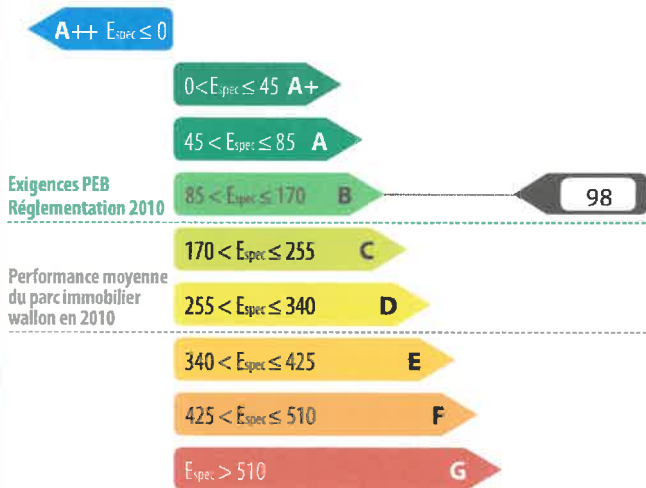 A++ Espec ≤ 0
0 < Espec ≤ 45 A+
45 < Espec ≤ 85 A
Exigences PEB
Réglementation 2010
85 < Espec ≤ 170 B
98
170 < Espec ≤ 255 C
Performance moyenne
du parc immobilier
wallon en 2010
255 < Espec ≤ 340 D
340 < Espec ≤ 425 E
425 < Espec ≤ 510 F
Espec > 510 G